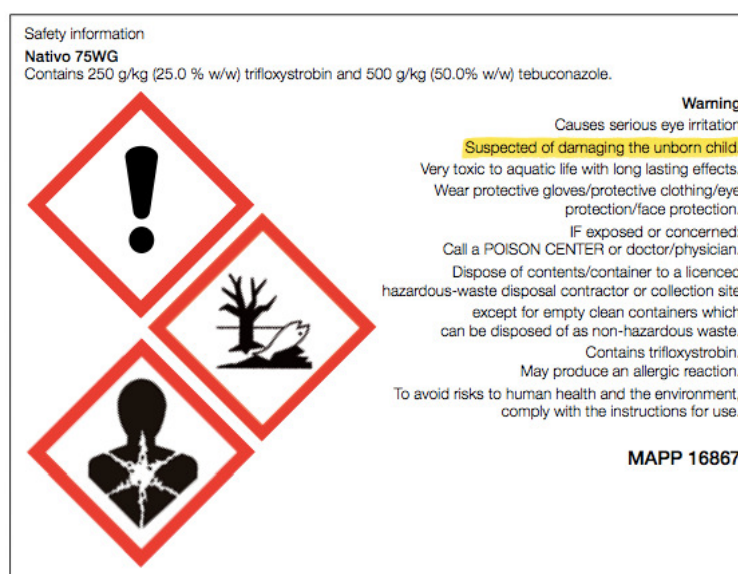 Safety information
Nativo 75WG
Contains 250 g/kg (25.0 % w/w) trifloxystrobin and 500 g/kg (50.0% w/w) tebuconazole.
Warning
Causes serious eye irritation
Suspected of damaging the unborn child
Very toxic to aquatic life with long lasting effects.
Wear protective gloves/protective clothing/eye
protection/face protection.
IF exposed or concerned:
Call a POISON CENTER or doctor/physician.
Dispose of contents/container to a licenced
hazardous-waste disposal contractor or collection site
except for empty clean containers which
can be disposed of as non-hazardous waste.
Contains trifloxystrobin.
May produce an allergic reaction.
To avoid risks to human health and the environment,
comply with the instructions for use.
MAPP 16867